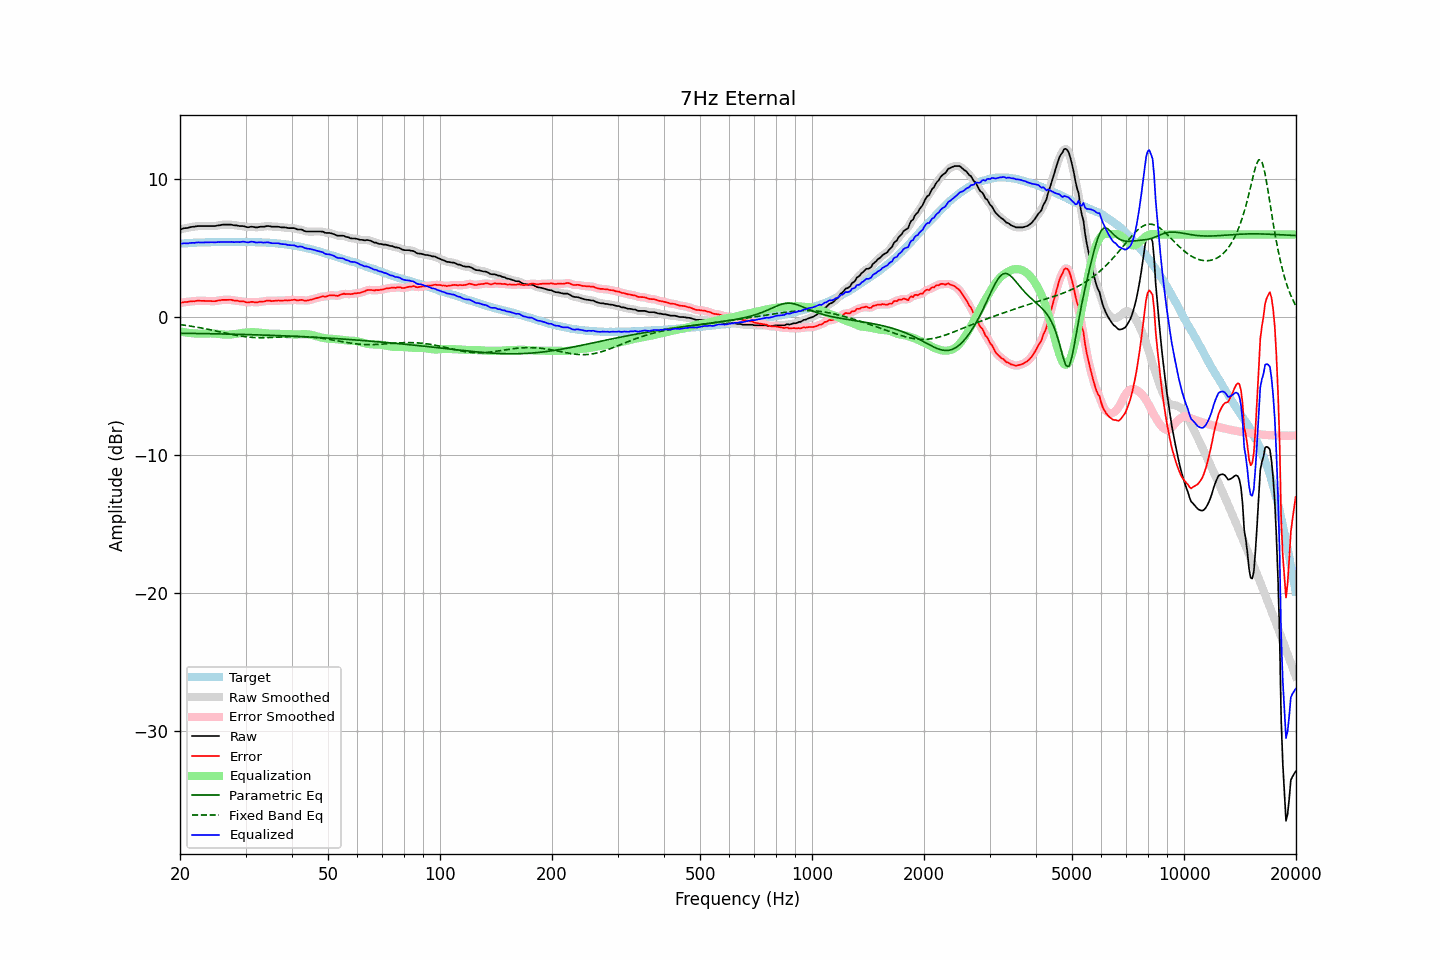 7Hz Eternal
10
0
−10
−20
−30
Amplitude (dBr)
Target
Raw Smoothed
Error Smoothed
Raw
Error
Equalization
Parametric Eq
Fixed Band Eq
Equalized
20 50 100 200 500 1000 2000 5000 10000 20000
Frequency (Hz)